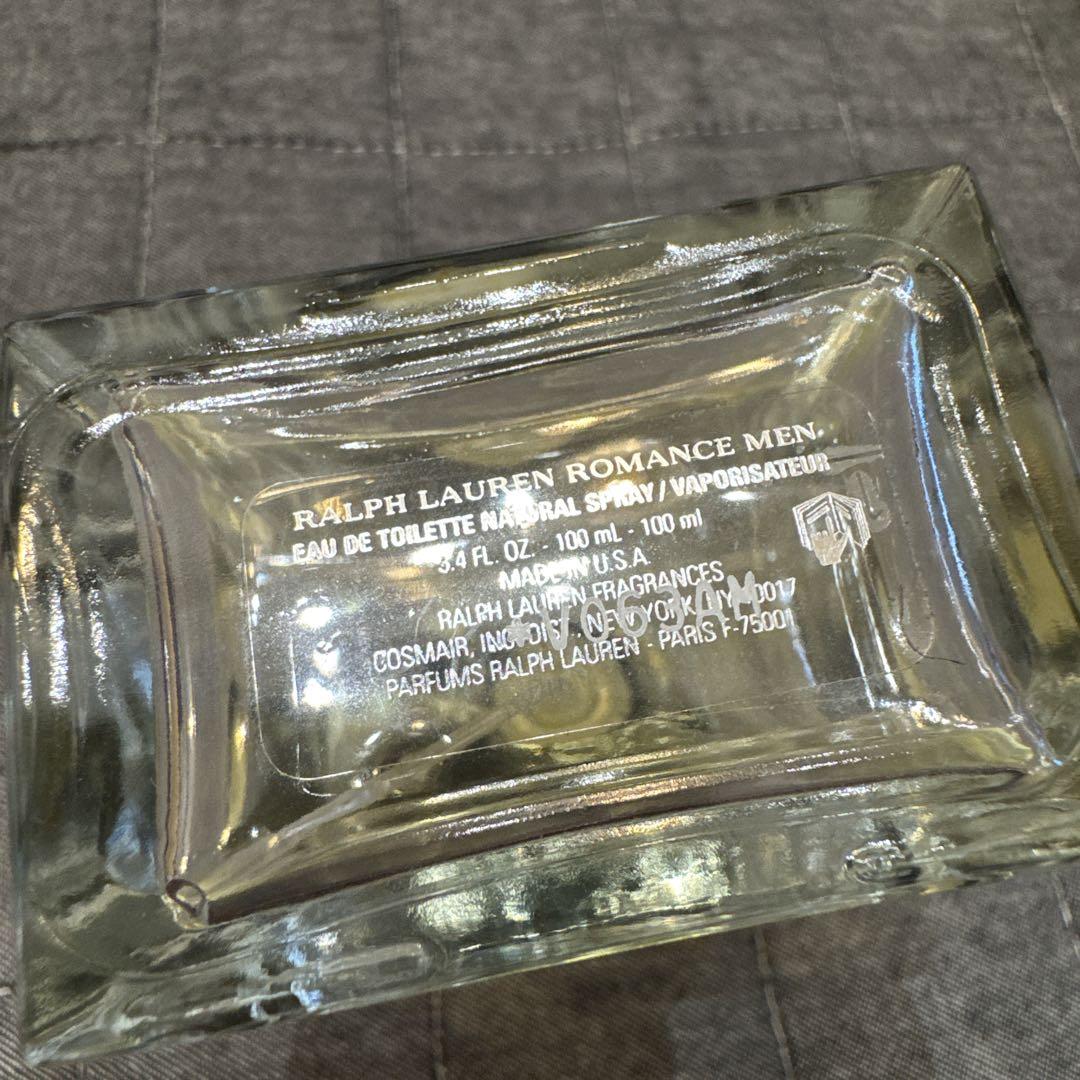 RALPH LAUREN ROMANCE MEN
EAU DE TOILETTE NATURAL SPRAY / VAPORISATEUR
3.4 FL. OZ. - 100 mL - 100 ml
MADE IN U.S.A.
RALPH LAUREN FRAGRANCES
COSMAIR, INC., DIST., NEW YORK, NY 10017
PARFUMS RALPH LAUREN - PARIS F-75001
063AM